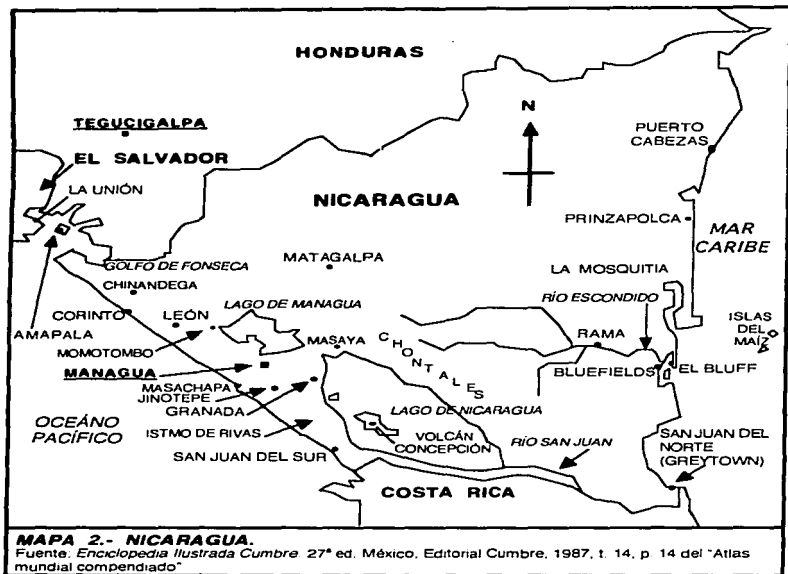 HONDURAS
N
TEGUCIGALPA
EL SALVADOR
LA UNIÓN
PUERTO
CABEZAS
NICARAGUA
PRINZAPOLCA
MAR
CARIBE
GOLFO DE FONSECA
MATAGALPA
LA MOSQUITIA
CHINANDEGA
LAGO DE MANAGUA
RÍO ESCONDIDO
CORINTO
LEÓN
ISLAS
DEL
MAÍZ
AMAPALA
MOMOTOMBO
MASAYA
CHONTALES
RAMA
MANAGUA
BLUEFIELDS
EL BLUFF
MASACHAPA
JINOTEPE
GRANADA
LAGO DE NICARAGUA
OCEÁNO
PACÍFICO
ISTMO DE RIVAS
VOLCÁN
CONCEPCIÓN
RÍO SAN JUAN
SAN JUAN DEL
NORTE
(GREYTOWN)
SAN JUAN DEL SUR
COSTA RICA
MAPA 2.- NICARAGUA.
Fuente: Enciclopedia Ilustrada Cumbre. 27ª ed. México, Editorial Cumbre, 1987, t. 14, p. 14 del "Atlas
mundial compendiado"